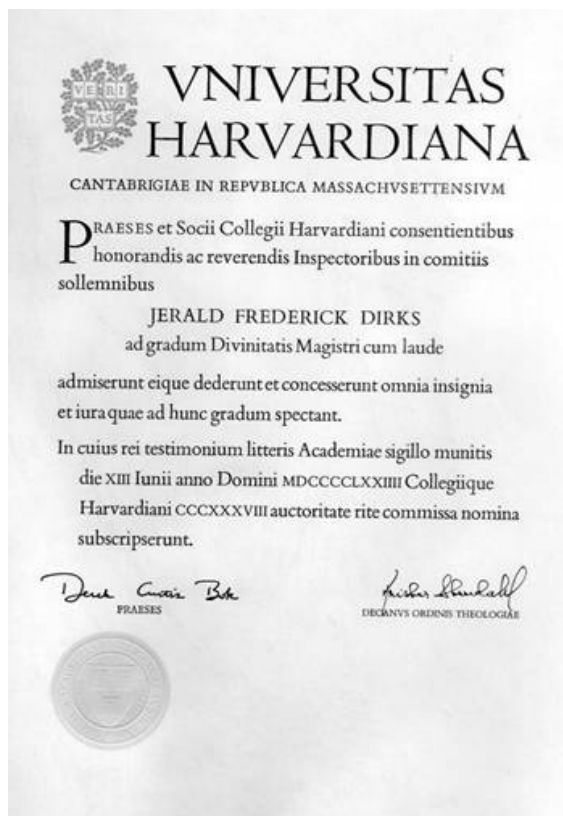 VERI
TAS
VNIVERSITAS
HARVARDIANA
CANTABRIGIAE IN REPVBLICA MASSACHVSETTENSIVM
PRAESES et Socii Collegii Harvardiani consentientibus
honorandis ac reverendis Inspectoribus in comitiis
sollemnibus
JERALD FREDERICK DIRKS
ad gradum Divinitatis Magistri cum laude
admiserunt eique dederunt et concesserunt omnia insignia
et iura quae ad hunc gradum spectant.
In cuius rei testimonium litteris Academiae sigillo munitis
die XIII Iunii anno Domini MDCCCCLXXIIII Collegiique
Harvardiani CCCXXXVIII auctoritate rite commissa nomina
subscripserunt.
Derek Curtis Bok
PRAESES
DECANVS ORDINIS THEOLOGIAE